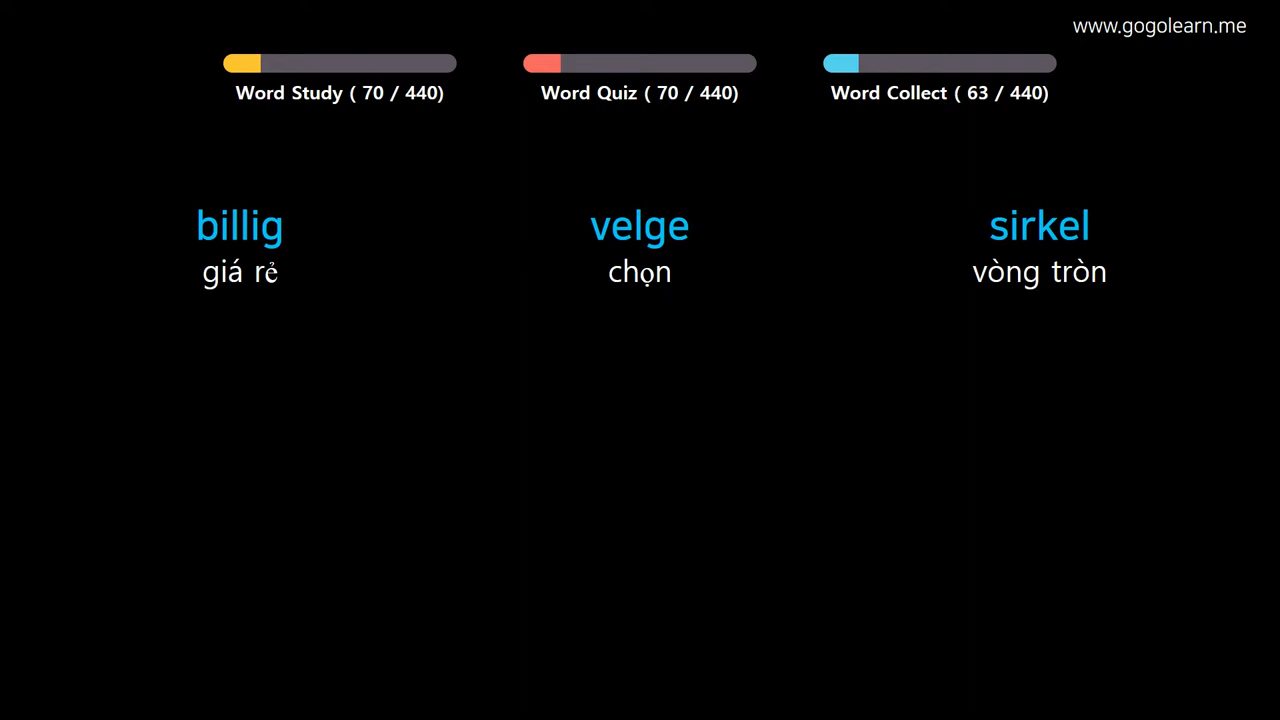 www.gogolearn.me
Word Study ( 70 / 440)
Word Quiz ( 70 / 440)
Word Collect ( 63 / 440)
billig
giá rẻ
velge
chọn
sirkel
vòng tròn